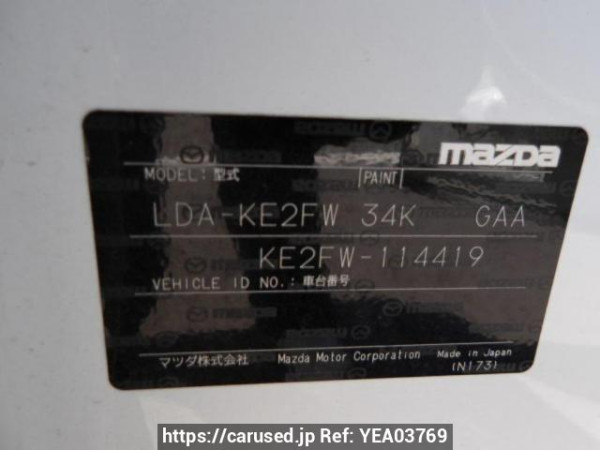 mazda
MODEL: 型式 PAINT
LDA-KE2FW 34K GAA
KE2FW-114419
VEHICLE ID NO.: 車台番号
マツダ株式会社 Mazda Motor Corporation Made in Japan
(N173)
https://carused.jp Ref: YEA03769